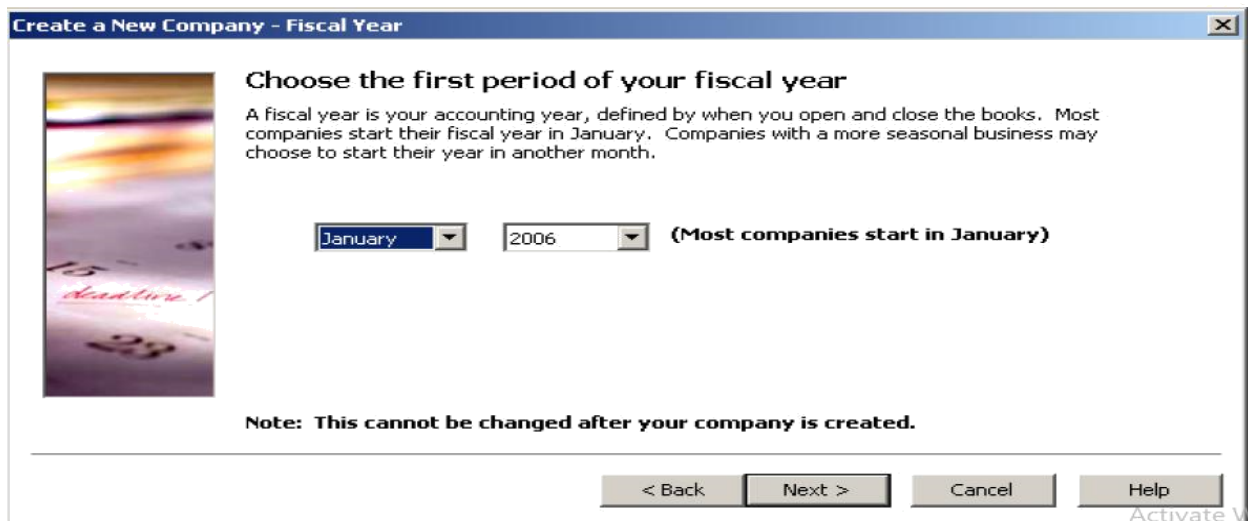 Create a New Company - Fiscal Year
Choose the first period of your fiscal year
A fiscal year is your accounting year, defined by when you open and close the books. Most
companies start their fiscal year in January. Companies with a more seasonal business may
choose to start their year in another month.
January 2006 (Most companies start in January)
15
deadline!
23
Note: This cannot be changed after your company is created.
< Back Next > Cancel Help
Activate